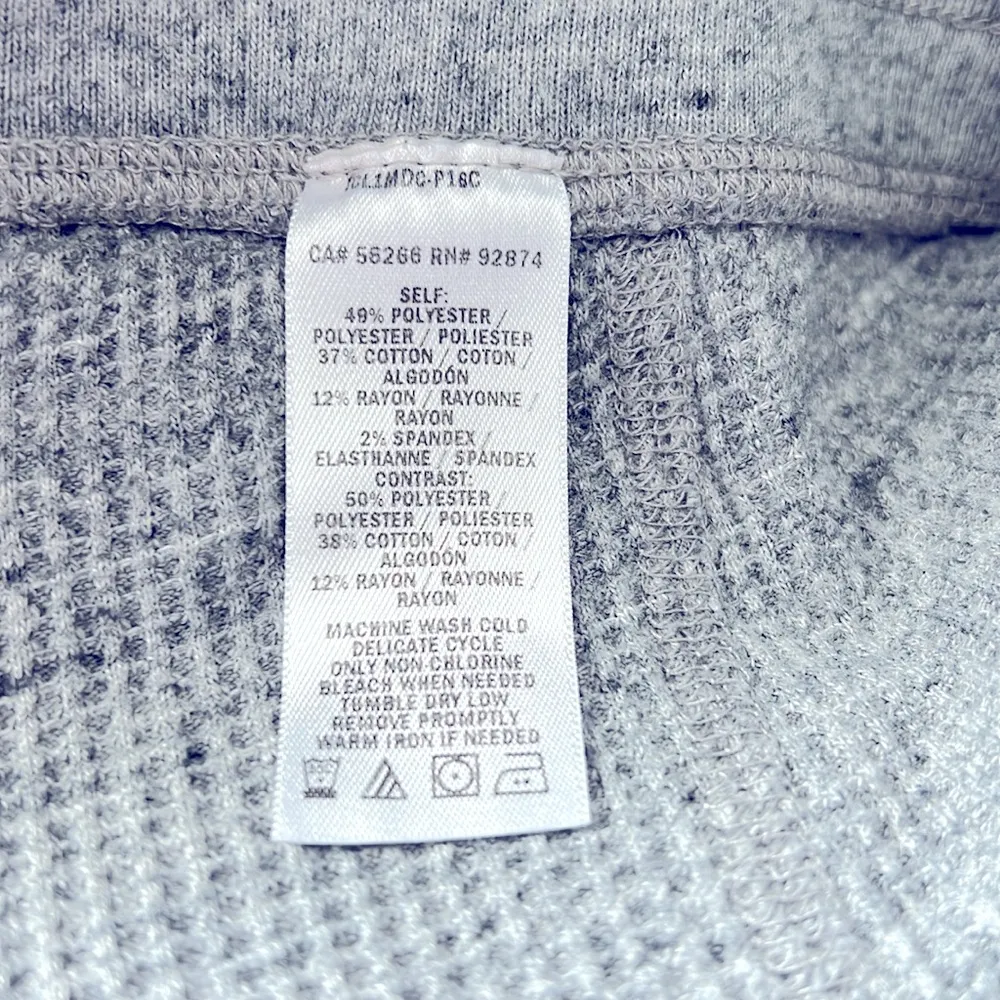 CA# 56266 RN# 92874
SELF:
49% POLYESTER /
POLYESTER / POLIESTER
37% COTTON / COTON /
ALGODÓN
12% RAYON / RAYONNE /
RAYON
2% SPANDEX /
ELASTHANNE / SPANDEX
CONTRAST:
50% POLYESTER /
POLYESTER / POLIESTER
38% COTTON / COTON /
ALGODÓN
12% RAYON / RAYONNE /
RAYON
MACHINE WASH COLD
DELICATE CYCLE
ONLY NON-CHLORINE
BLEACH WHEN NEEDED
TUMBLE DRY LOW
REMOVE PROMPTLY
WARM IRON IF NEEDED